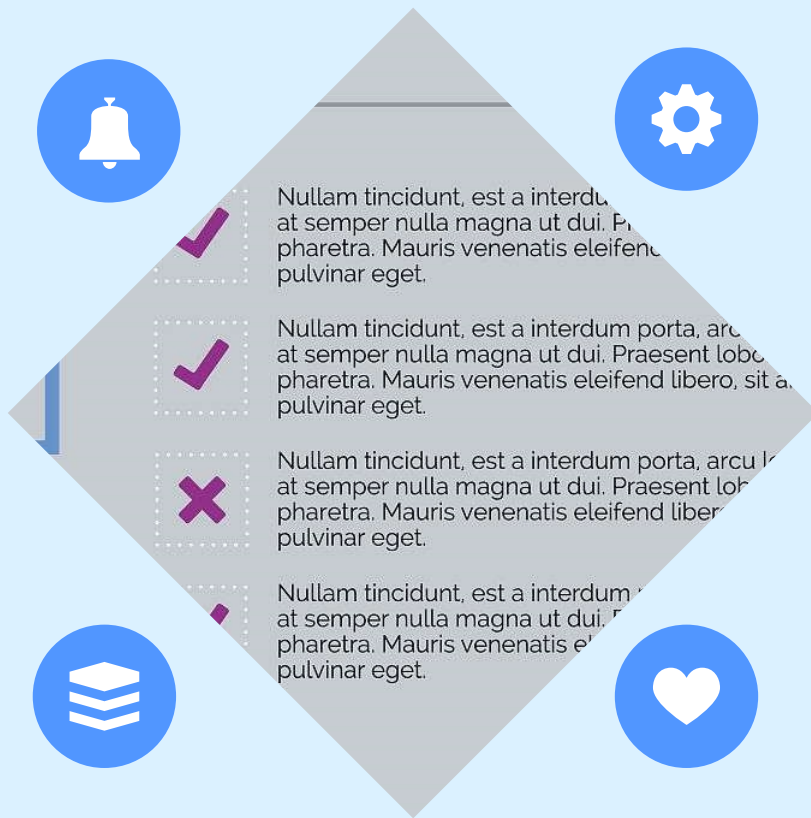 Nullam tincidunt, est a
at semper nulla magna ut dui.
pharetra. Mauris venenatis
pulvinar eget.
Nullam tincidunt, est a interdum porta,
at semper nulla magna ut dui. Praesent
pharetra. Mauris venenatis eleifend libero, sit
pulvinar eget.
Nullam tincidunt, est a interdum porta, arcu
at semper nulla magna ut dui. Praesent
pharetra. Mauris venenatis eleifend
pulvinar eget.
Nullam tincidunt, est a interdum
at semper nulla magna ut dui.
pharetra. Mauris venenatis
pulvinar eget.